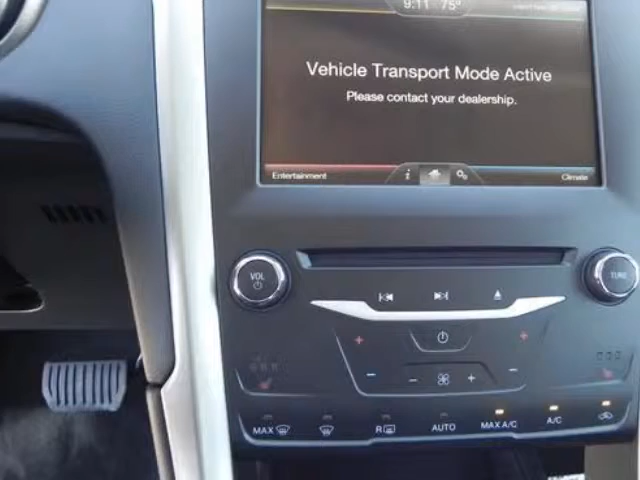 9:11 75°
Vehicle Transport Mode Active
Please contact your dealership.
Entertainment
i
Climate
VOL
TUNE
+ +
- - + -
MAX
R
AUTO
MAX A/C
A/C